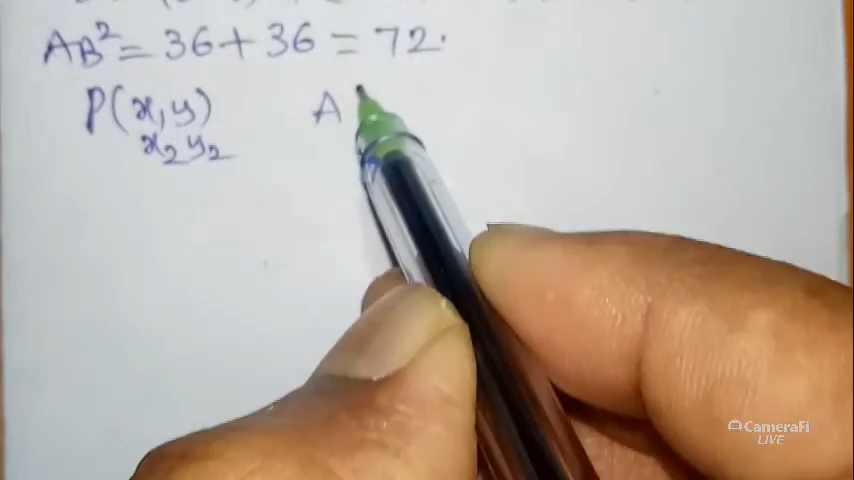 AB² = 36 + 36 = 72.
P(x, y) A
x₂ y₂
CameraFi
LIVE